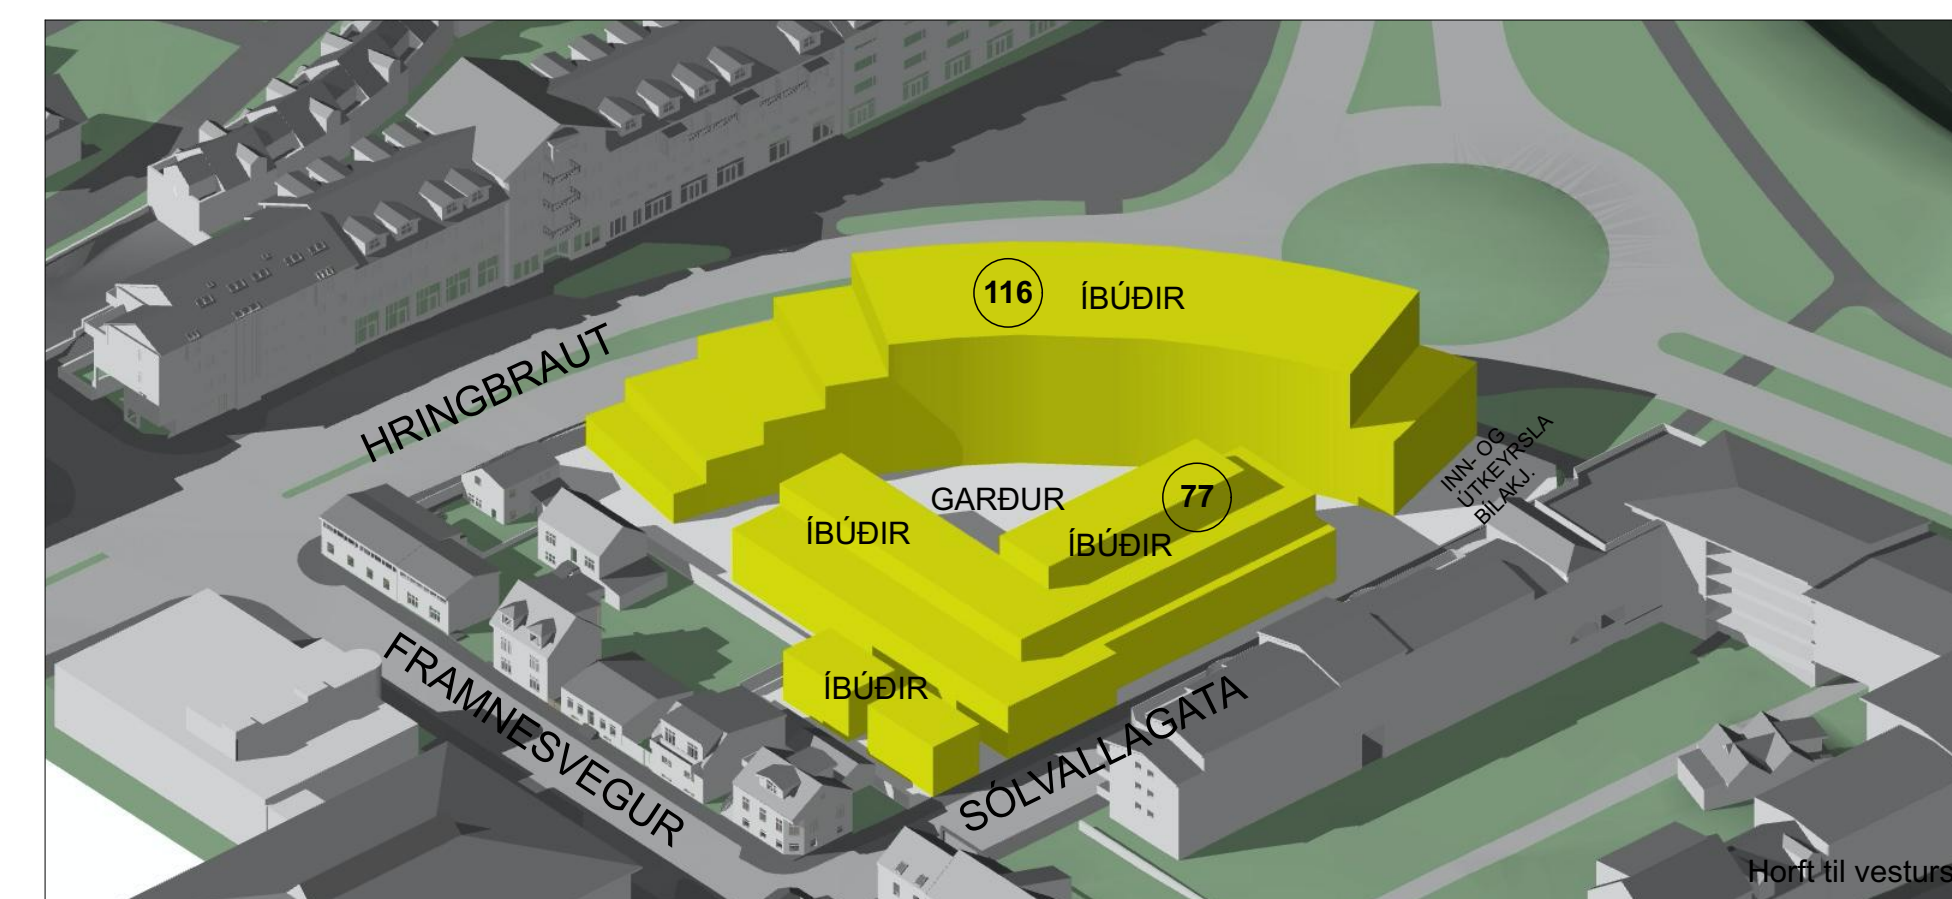 116 ÍBÚÐIR
HRINGBRAUT
INN- OG
ÚTKEYRSLA
BÍLAKJ.
GARÐUR
77
ÍBÚÐIR
ÍBÚÐIR
ÍBÚÐIR
FRAMNESVEGUR
SÓLVALLAGATA
Horft til vesturs